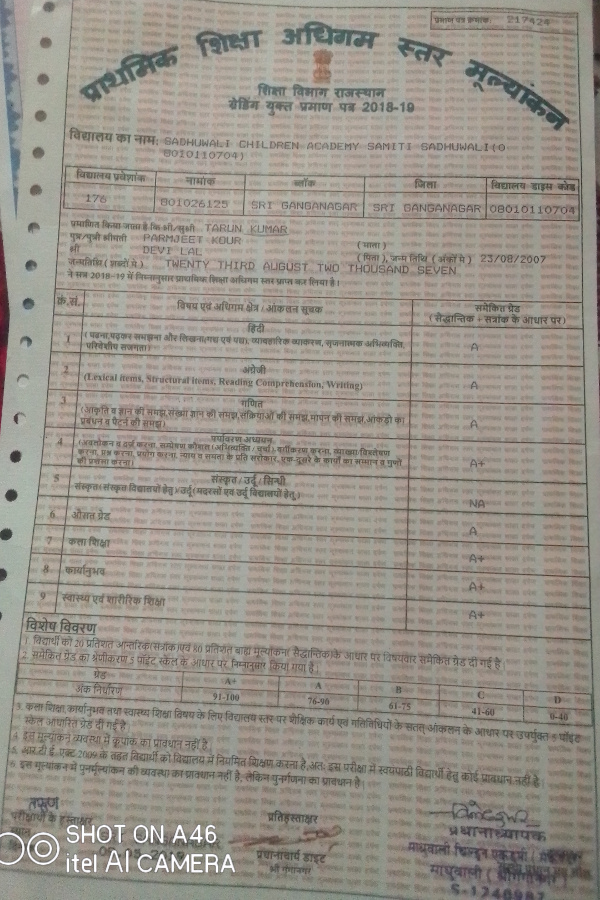 प्रमाण पत्र क्रमांक: 217424
प्राथमिक शिक्षा अधिगम स्तर मूल्यांकन
शिक्षा विभाग राजस्थान
ग्रेडिंग युक्त प्रमाण पत्र 2018-19
विद्यालय का नाम: SADHUWALI CHILDREN ACADEMY SAMITI SADHUWALI(0
8010110704)
विद्यालय प्रवेशांक नामांक ब्लॉक जिला विद्यालय डाइस कोड
176 801026125 SRI GANGANAGAR SRI GANGANAGAR 08010110704
प्रमाणित किया जाता है कि श्री/सुश्री TARUN KUMAR
पुत्र/पुत्री श्रीमती PARMJEET KOUR (माता)
श्री DEVI LAL (पिता), जन्म तिथि (अंकों में) 23/08/2007
जन्मतिथि (शब्दों में) TWENTY THIRD AUGUST TWO THOUSAND SEVEN
ने सत्र 2018-19 में निम्नानुसार प्राथमिक शिक्षा अधिगम स्तर प्राप्त कर लिया है।
क्र.सं. विषय एवं अधिगम क्षेत्र / आंकलन सूचक समेकित ग्रेड
(सैद्धान्तिक + सत्रांक के आधार पर)
हिंदी
1 (पढ़ना,पढ़कर समझना और लिखना(गद्य एवं पद्य), व्यावहारिक व्याकरण, सृजनात्मक अभिव्यक्ति, A
परिवेशीय सजगता)
2 अंग्रेजी
(Lexical items, Structural items, Reading Comprehension, Writing) A
3 गणित
(आकृति व स्थान की समझ,संख्या ज्ञान की समझ,संक्रियाओं की समझ,मापन की समझ,आंकड़ों का A
प्रबंधन व पैटर्न की समझ)
4 पर्यावरण अध्ययन
(अवलोकन व दर्ज करना, सम्प्रेषण कौशल(अभिव्यक्ति / चर्चा),वर्गीकरण करना, व्याख्या/विश्लेषण A+
करना, प्रश्न करना, प्रयोग करना, न्याय व समता के प्रति सरोकार, एक-दूसरे के कार्यों का सम्मान व गुणों
की प्रशंसा करना)
5 संस्कृत / उर्दू / सिन्धी
संस्कृत(संस्कृत विद्यालयों हेतु)/उर्दू(मदरसों एवं उर्दू विद्यालयों हेतु) NA
6 औसत ग्रेड A
7 कला शिक्षा A+
8 कार्यानुभव A+
9 स्वास्थ्य एवं शारीरिक शिक्षा A+
विशेष विवरण
1. विद्यार्थी को 20 प्रतिशत आन्तरिक(सत्रांक)एवं 80 प्रतिशत बाह्य मूल्यांकन(सैद्धान्तिक)के आधार पर विषयवार समेकित ग्रेड दी गई है।
2. समेकित ग्रेड का श्रेणीकरण 5 पॉइंट स्केल के आधार पर निम्नानुसार किया गया है।
ग्रेड A+ A B C D
अंक निर्धारण 91-100 76-90 61-75 41-60 0-40
3. कला शिक्षा,कार्यानुभव तथा स्वास्थ्य शिक्षा विषय के लिए विद्यालय स्तर पर शैक्षिक कार्य एवं गतिविधियों के सतत् आंकलन के आधार पर उपर्युक्त 5 पॉइंट
स्केल आधारित ग्रेड दी गई है
4. इस मूल्यांकन व्यवस्था में कृपांक का प्रावधान नहीं है।
5. आर.टी.ई. एक्ट 2009 के तहत विद्यार्थी को विद्यालय में नियमित शिक्षण करना है,अतः इस परीक्षा में स्वयंपाठी विद्यार्थी हेतु कोई प्रावधान नहीं है।
6. इस मूल्यांकन में पुनर्मूल्यांकन की व्यवस्था का प्रावधान नहीं है, लेकिन पुनर्गणना का प्रावधान है।
तरूण
परीक्षार्थी के हस्ताक्षर
प्रतिहस्ताक्षर
प्रधानाचार्य डाइट
श्री गंगानगर
प्रधानाध्यापक
SHOT ON A46
itel AI CAMERA